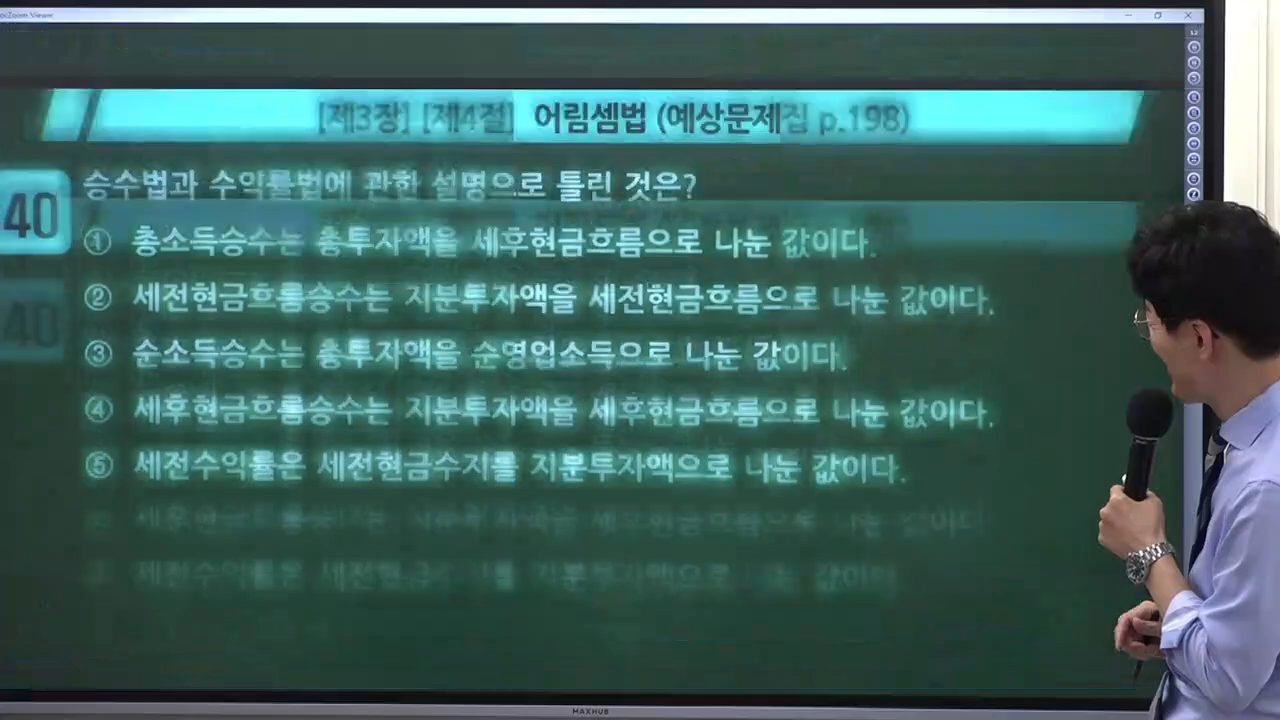 [제3장] [제4절] 어림셈법 (예상문제집 p.198)
40 승수법과 수익률법에 관한 설명으로 틀린 것은?
① 총소득승수는 총투자액을 세후현금흐름으로 나눈 값이다.
② 세전현금흐름승수는 지분투자액을 세전현금흐름으로 나눈 값이다.
③ 순소득승수는 총투자액을 순영업소득으로 나눈 값이다.
④ 세후현금흐름승수는 지분투자액을 세후현금흐름으로 나눈 값이다.
⑤ 세전수익률은 세전현금수지를 지분투자액으로 나눈 값이다.
MAXHUB